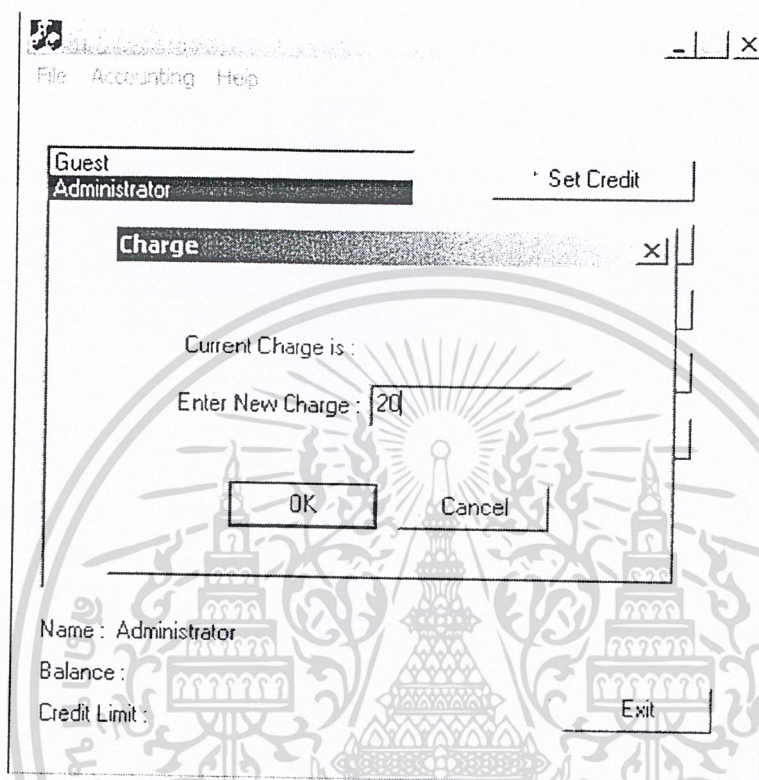 File Accounting Help
Guest
Set Credit
Administrator
Charge
Current Charge is :
Enter New Charge : 20
OK Cancel
Name : Administrator
Balance :
Credit Limit :
Exit